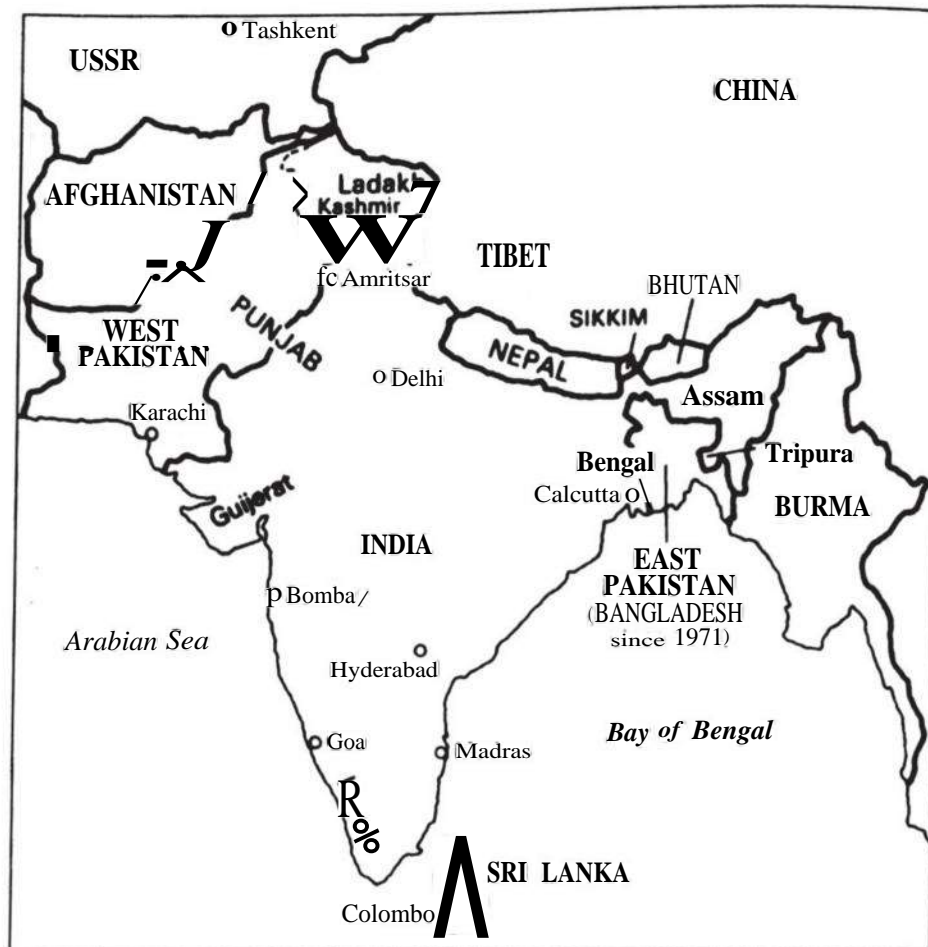 Tashkent
USSR
CHINA
AFGHANISTAN
Ladakh
Kashmir
TIBET
Amritsar
BHUTAN
PUNJAB
SIKKIM
WEST
PAKISTAN
NEPAL
Delhi
Assam
Karachi
Bengal
Tripura
Calcutta
Guijerat
BURMA
INDIA
EAST
PAKISTAN
(BANGLADESH
since 1971)
Bomba/
Arabian Sea
Hyderabad
Bay of Bengal
Goa
Madras
SRI LANKA
Colombo